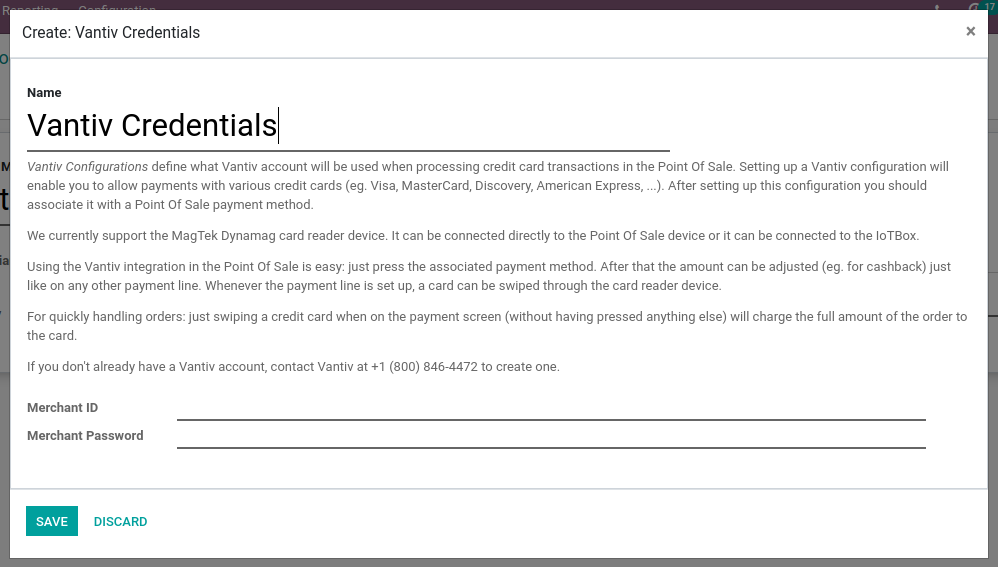 Reporting Configuration
17
Create: Vantiv Credentials ×
Name
Vantiv Credentials
Vantiv Configurations define what Vantiv account will be used when processing credit card transactions in the Point Of Sale. Setting up a Vantiv configuration will
enable you to allow payments with various credit cards (eg. Visa, MasterCard, Discovery, American Express, ...). After setting up this configuration you should
associate it with a Point Of Sale payment method.
We currently support the MagTek Dynamag card reader device. It can be connected directly to the Point Of Sale device or it can be connected to the IoTBox.
Using the Vantiv integration in the Point Of Sale is easy: just press the associated payment method. After that the amount can be adjusted (eg. for cashback) just
like on any other payment line. Whenever the payment line is set up, a card can be swiped through the card reader device.
For quickly handling orders: just swiping a credit card when on the payment screen (without having pressed anything else) will charge the full amount of the order to
the card.
If you don't already have a Vantiv account, contact Vantiv at +1 (800) 846-4472 to create one.
Merchant ID
Merchant Password
SAVE DISCARD